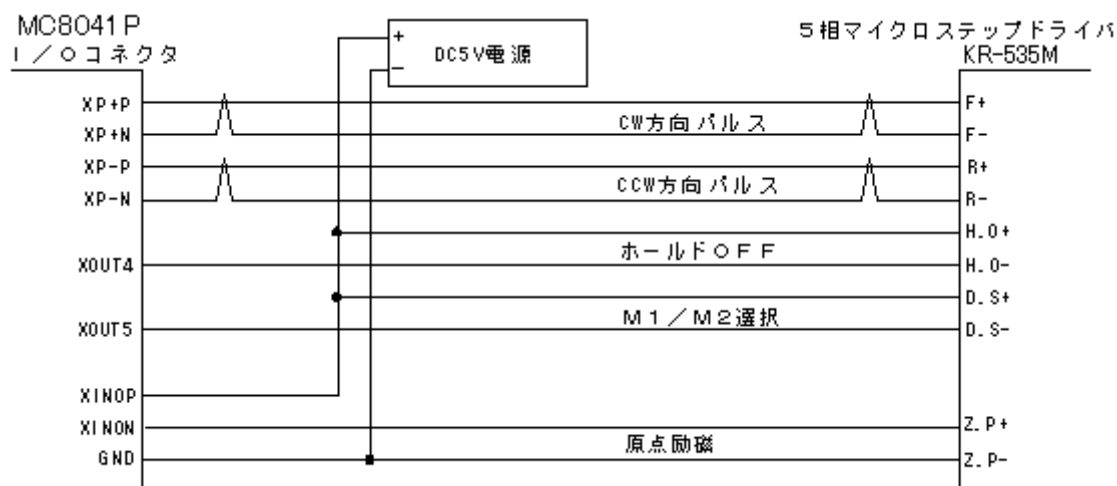 MC8041P
I/Oコネクタ
+
DC5V電源
−
5相マイクロステップドライバ
KR-535M
XP+P
F+
CW方向パルス
XP+N
F-
XP-P
R+
CCW方向パルス
XP-N
R-
H.O+
ホールドOFF
XOUT4
H.O-
D.S+
M1/M2選択
XOUT5
D.S-
XINOP
XINON
Z.P+
原点励磁
GND
Z.P-